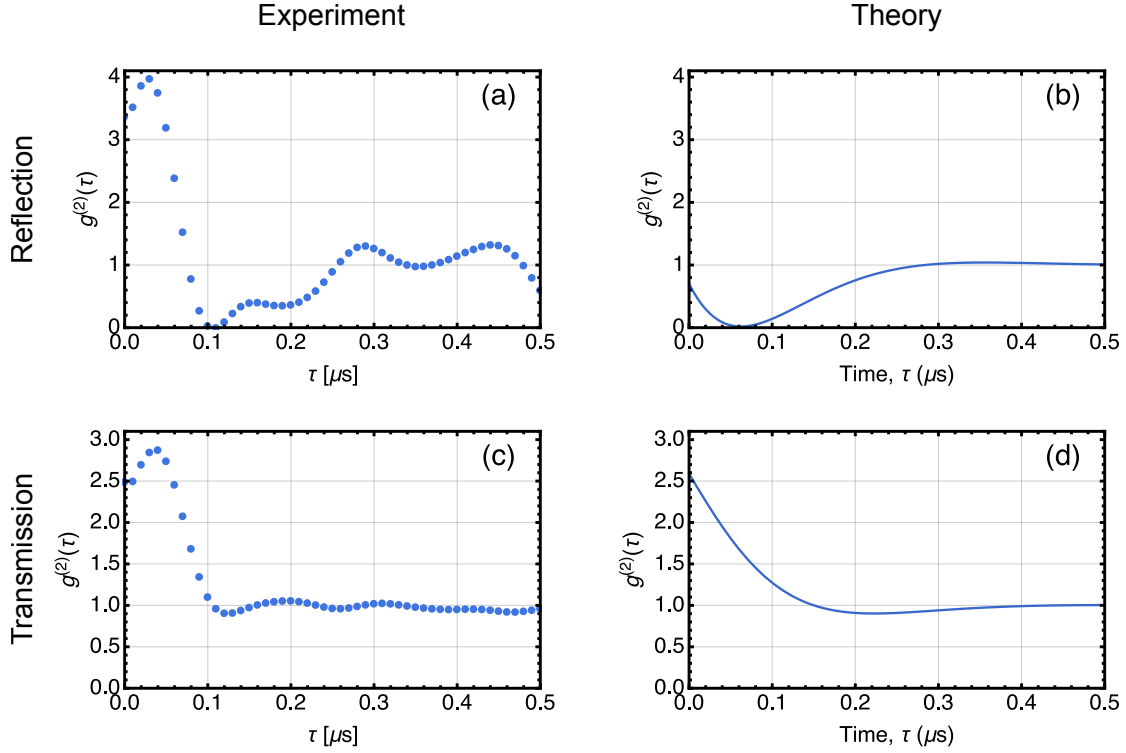 Experiment
Theory
Reflection
(a)
g^{(2)}(τ)
4
3
2
1
0
0.0 0.1 0.2 0.3 0.4 0.5
τ [μs]
(b)
g^{(2)}(τ)
4
3
2
1
0
0.0 0.1 0.2 0.3 0.4 0.5
Time, τ (μs)
Transmission
(c)
g^{(2)}(τ)
3.0
2.5
2.0
1.5
1.0
0.5
0.0
0.0 0.1 0.2 0.3 0.4 0.5
τ [μs]
(d)
g^{(2)}(τ)
3.0
2.5
2.0
1.5
1.0
0.5
0.0
0.0 0.1 0.2 0.3 0.4 0.5
Time, τ (μs)